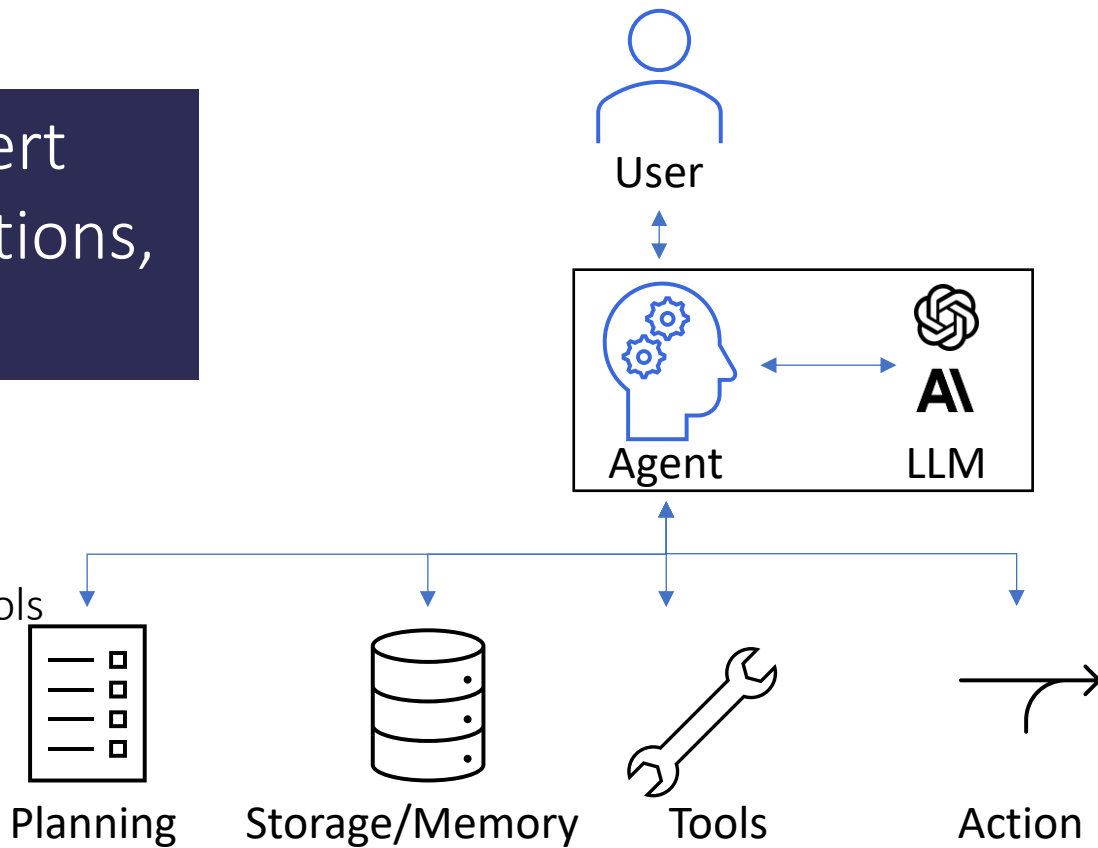 ert
tions,
User
Agent
LLM
ols
Planning
Storage/Memory
Tools
Action